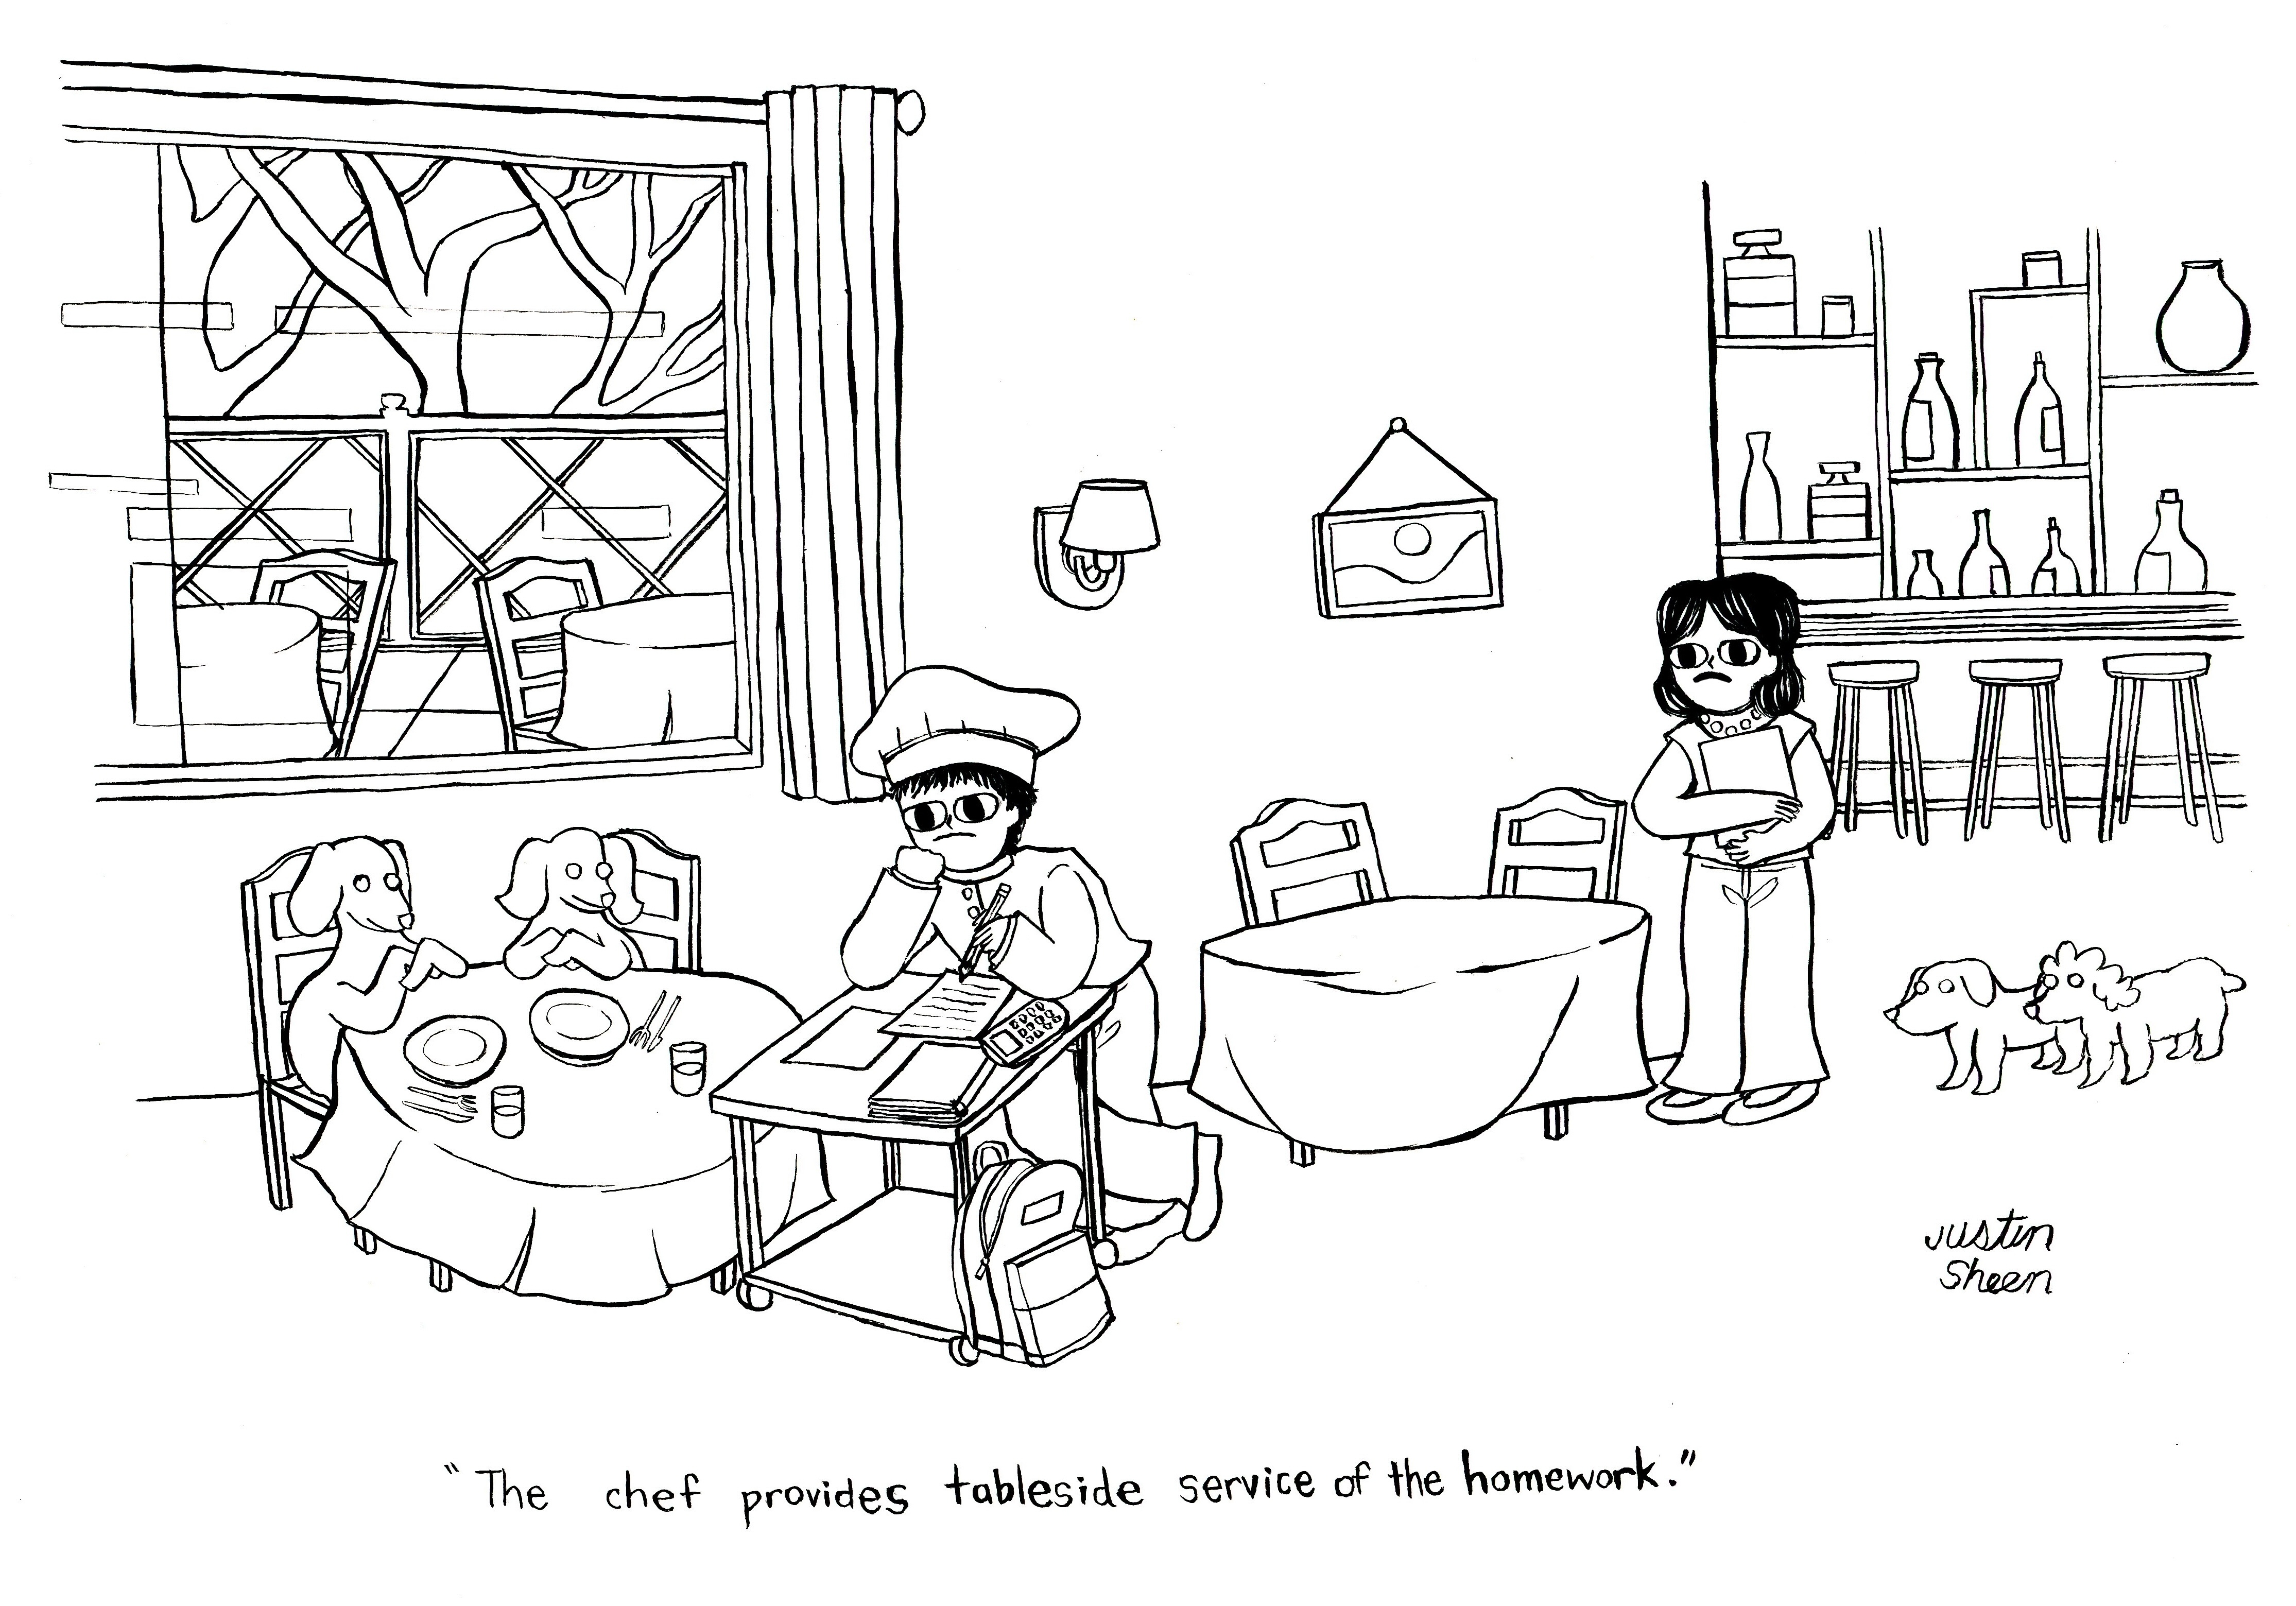 Justin
Sheen
"The chef provides tableside service of the homework."